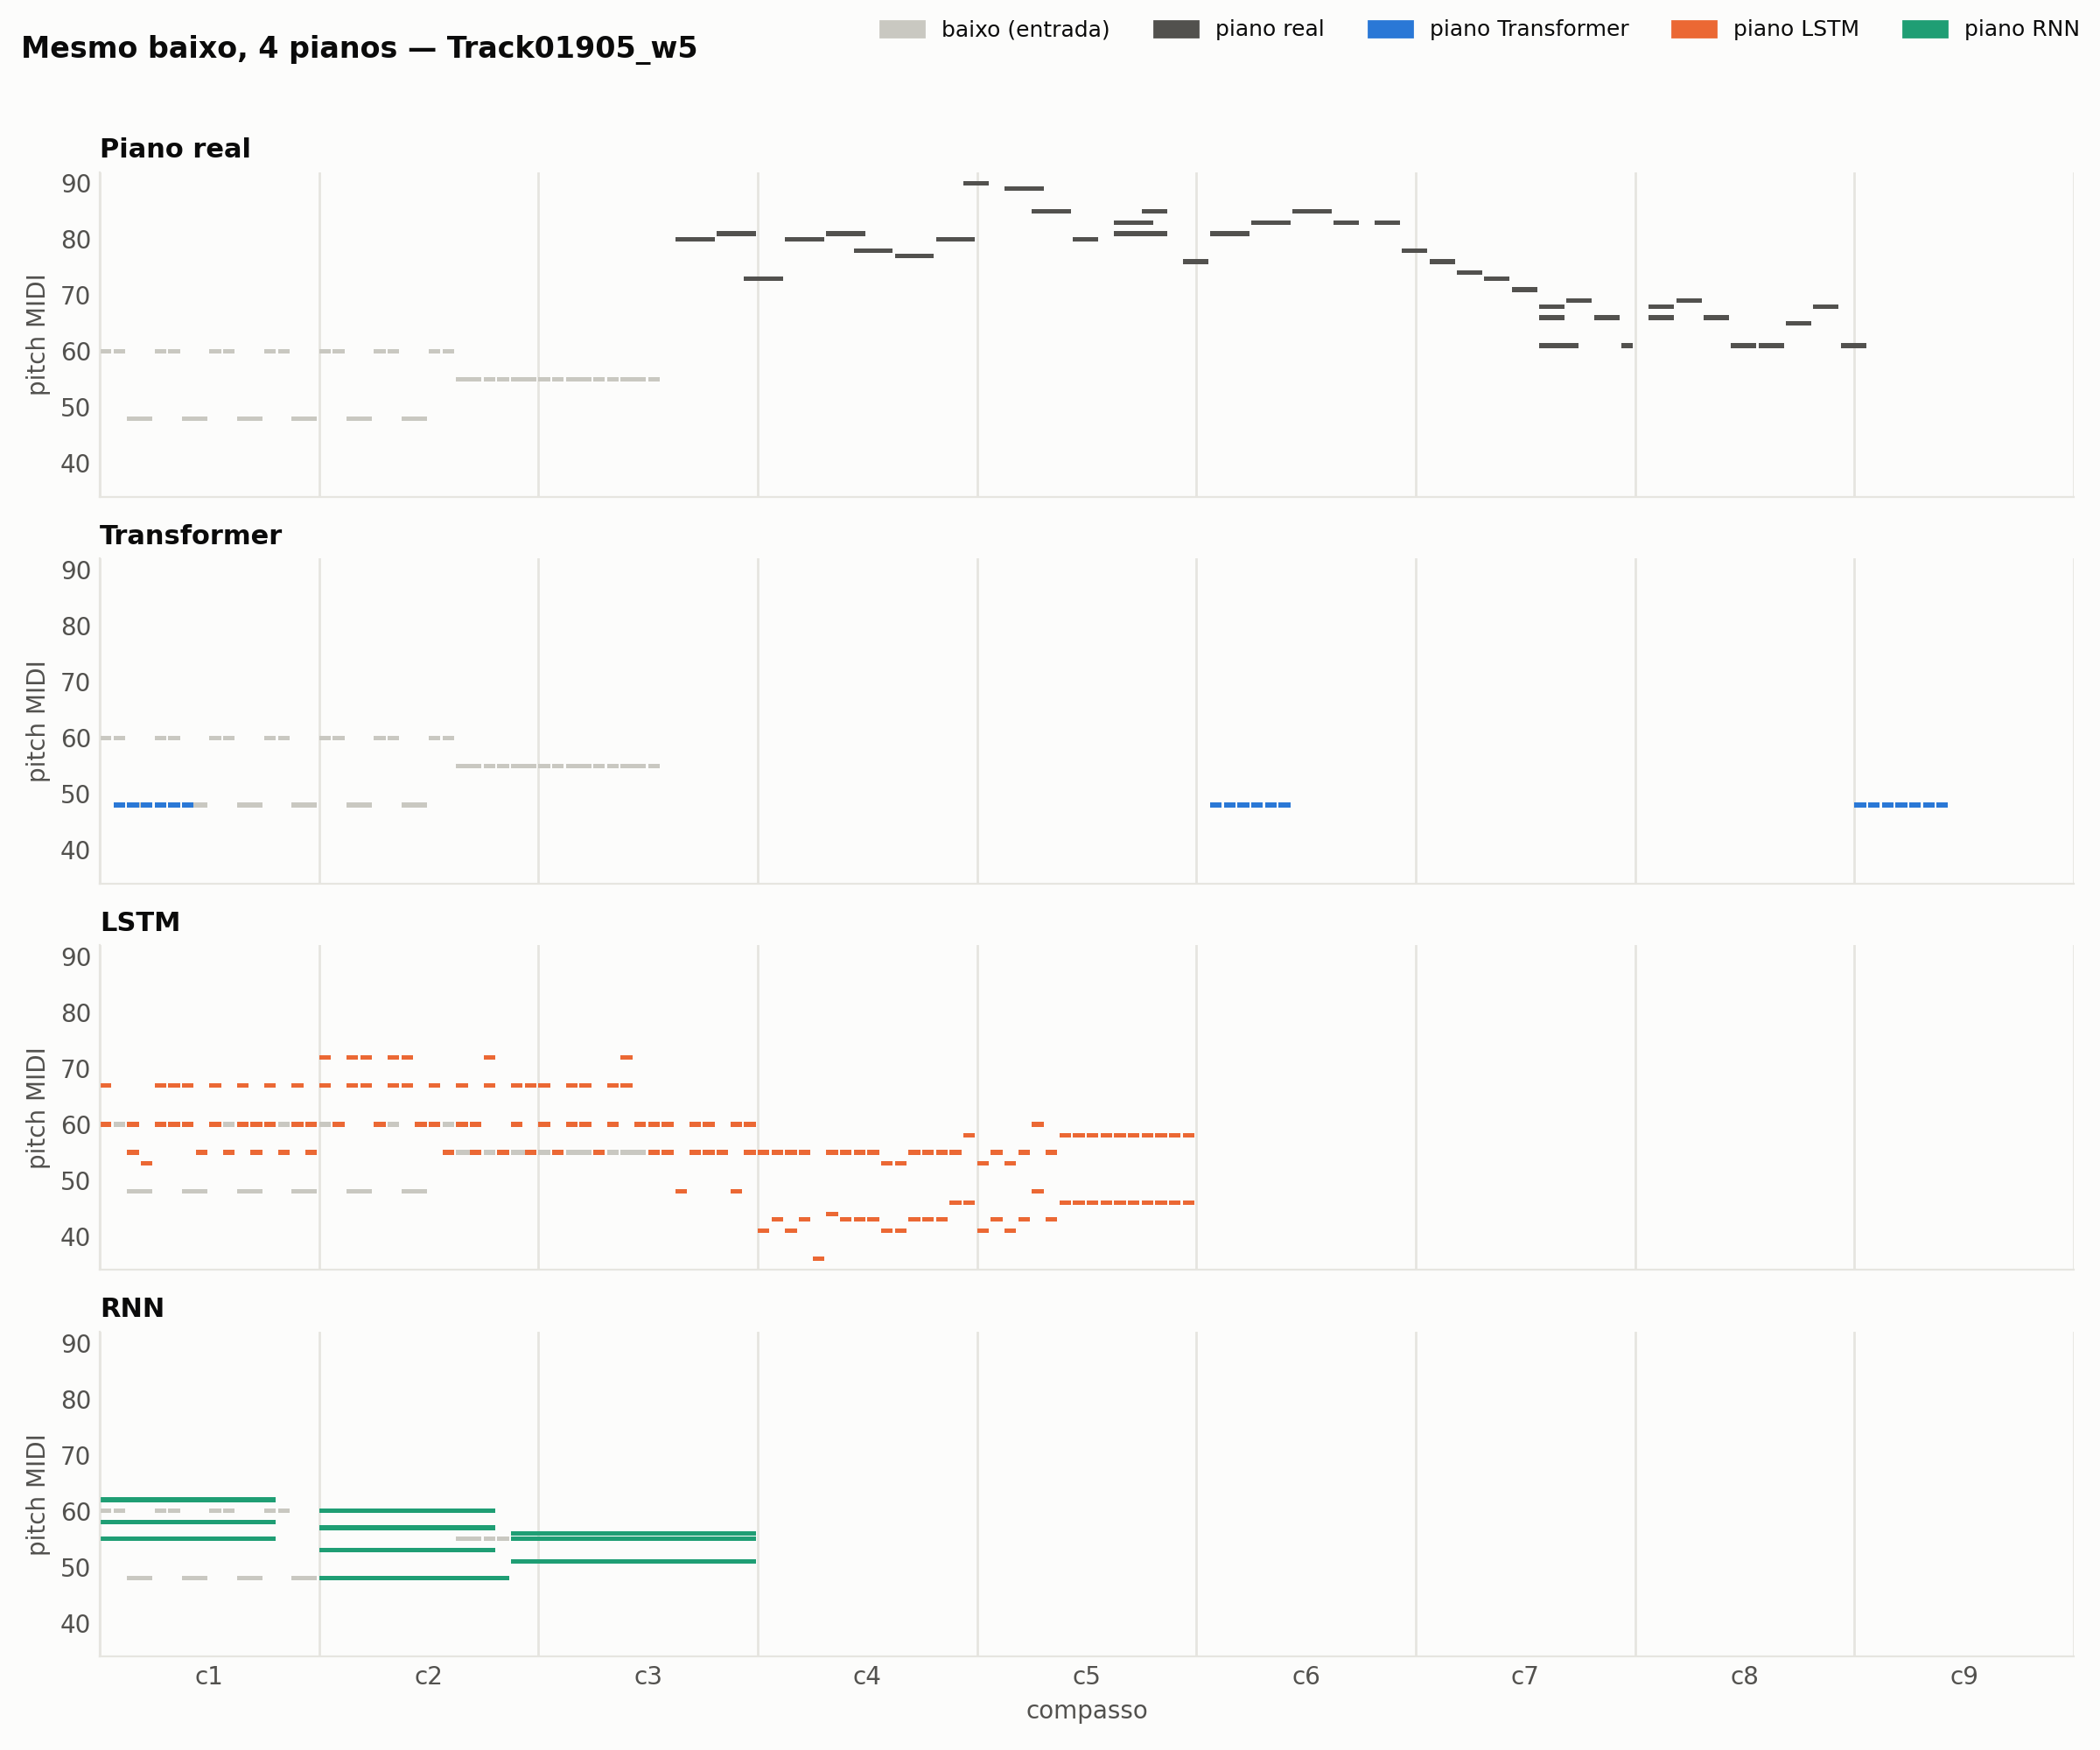 Mesmo baixo, 4 pianos — Track01905_w5
baixo (entrada) piano real piano Transformer piano LSTM piano RNN
Piano real
pitch MIDI
90
80
70
60
50
40
Transformer
pitch MIDI
90
80
70
60
50
40
LSTM
pitch MIDI
90
80
70
60
50
40
RNN
pitch MIDI
90
80
70
60
50
40
c1 c2 c3 c4 c5 c6 c7 c8 c9
compasso